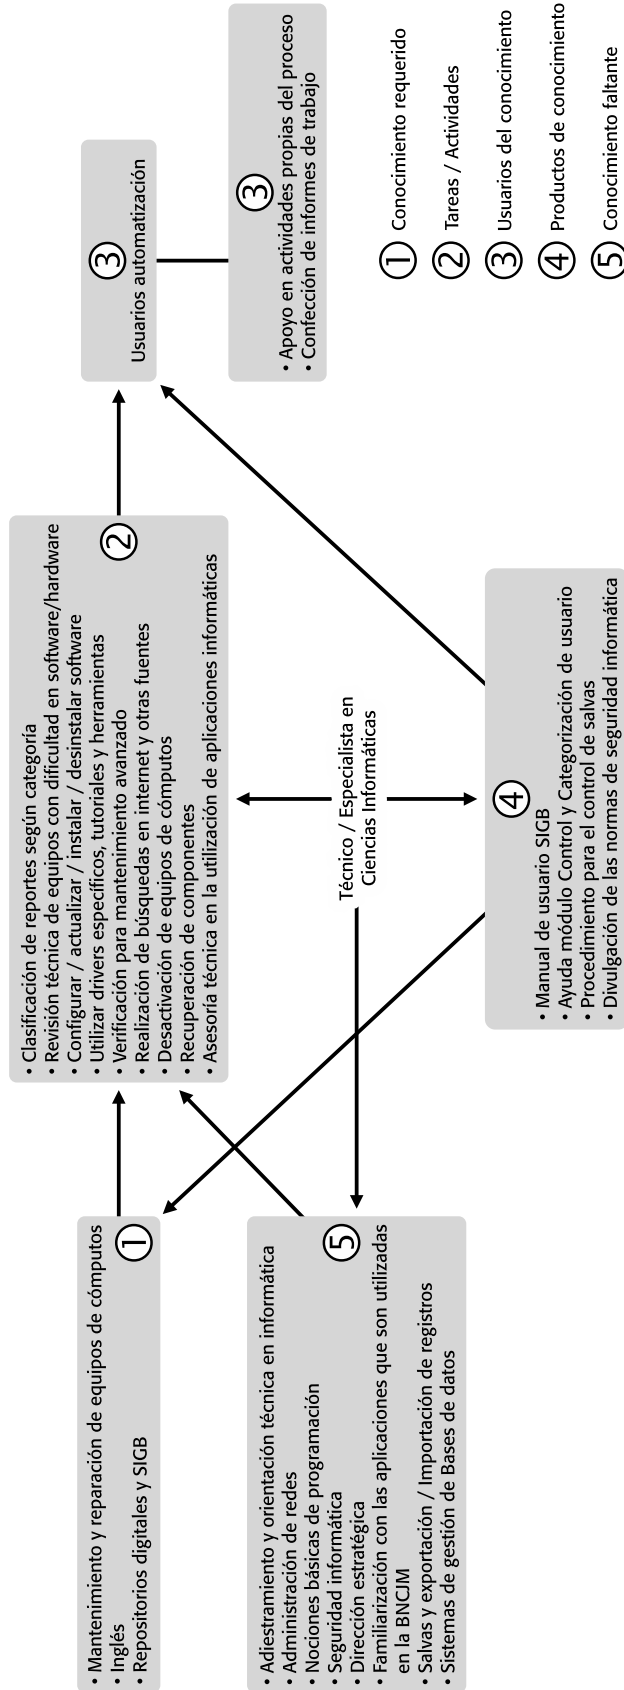 • Mantenimiento y reparación de equipos de cómputos
• Inglés
• Repositorios digitales y SIGB
1
• Adiestramiento y orientación técnica en informática
• Administración de redes
• Nociones básicas de programación
• Seguridad informática
• Dirección estratégica
• Familiarización con las aplicaciones que son utilizadas
en la BNCJM
• Salvas y exportación / Importación de registros
• Sistemas de gestión de Bases de datos
5
• Clasificación de reportes según categoría
• Revisión técnica de equipos con dificultad en software/hardware
• Configurar / actualizar / instalar / desinstalar software
• Utilizar drivers específicos, tutoriales y herramientas
• Verificación para mantenimiento avanzado
• Realización de búsquedas en internet y otras fuentes
• Desactivación de equipos de cómputos
• Recuperación de componentes
• Asesoría técnica en la utilización de aplicaciones informáticas
2
Técnico / Especialista en
Ciencias Informáticas
4
• Manual de usuario SIGB
• Ayuda módulo Control y Categorización de usuario
• Procedimiento para el control de salvas
• Divulgación de las normas de seguridad informática
3
Usuarios automatización
3
• Apoyo en actividades propias del proceso
• Confección de informes de trabajo
1 Conocimiento requerido
2 Tareas / Actividades
3 Usuarios del conocimiento
4 Productos de conocimiento
5 Conocimiento faltante